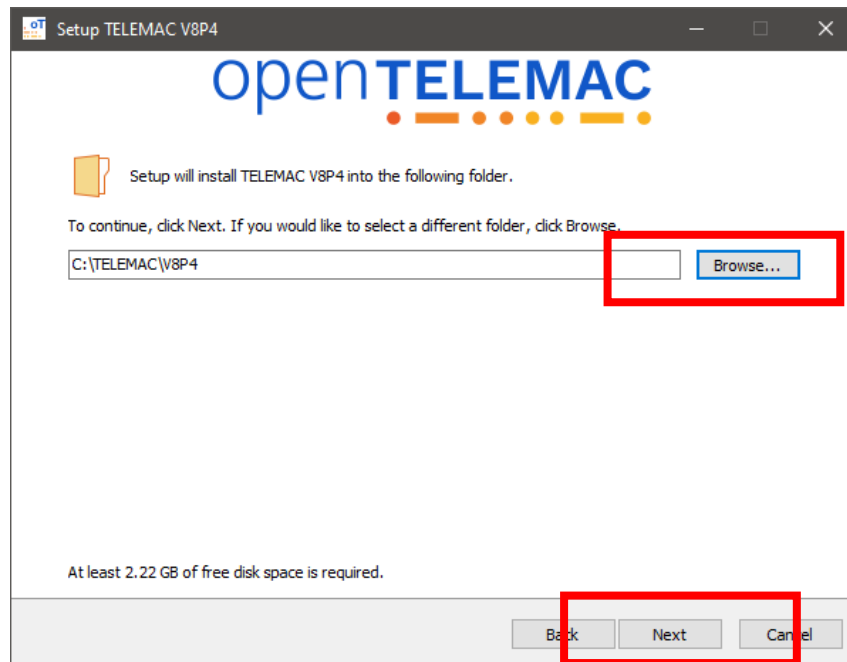 Setup TELEMAC V8P4
openTELEMAC
Setup will install TELEMAC V8P4 into the following folder.
To continue, click Next. If you would like to select a different folder, click Browse.
C:\TELEMAC\V8P4
Browse...
At least 2.22 GB of free disk space is required.
Back Next Cancel